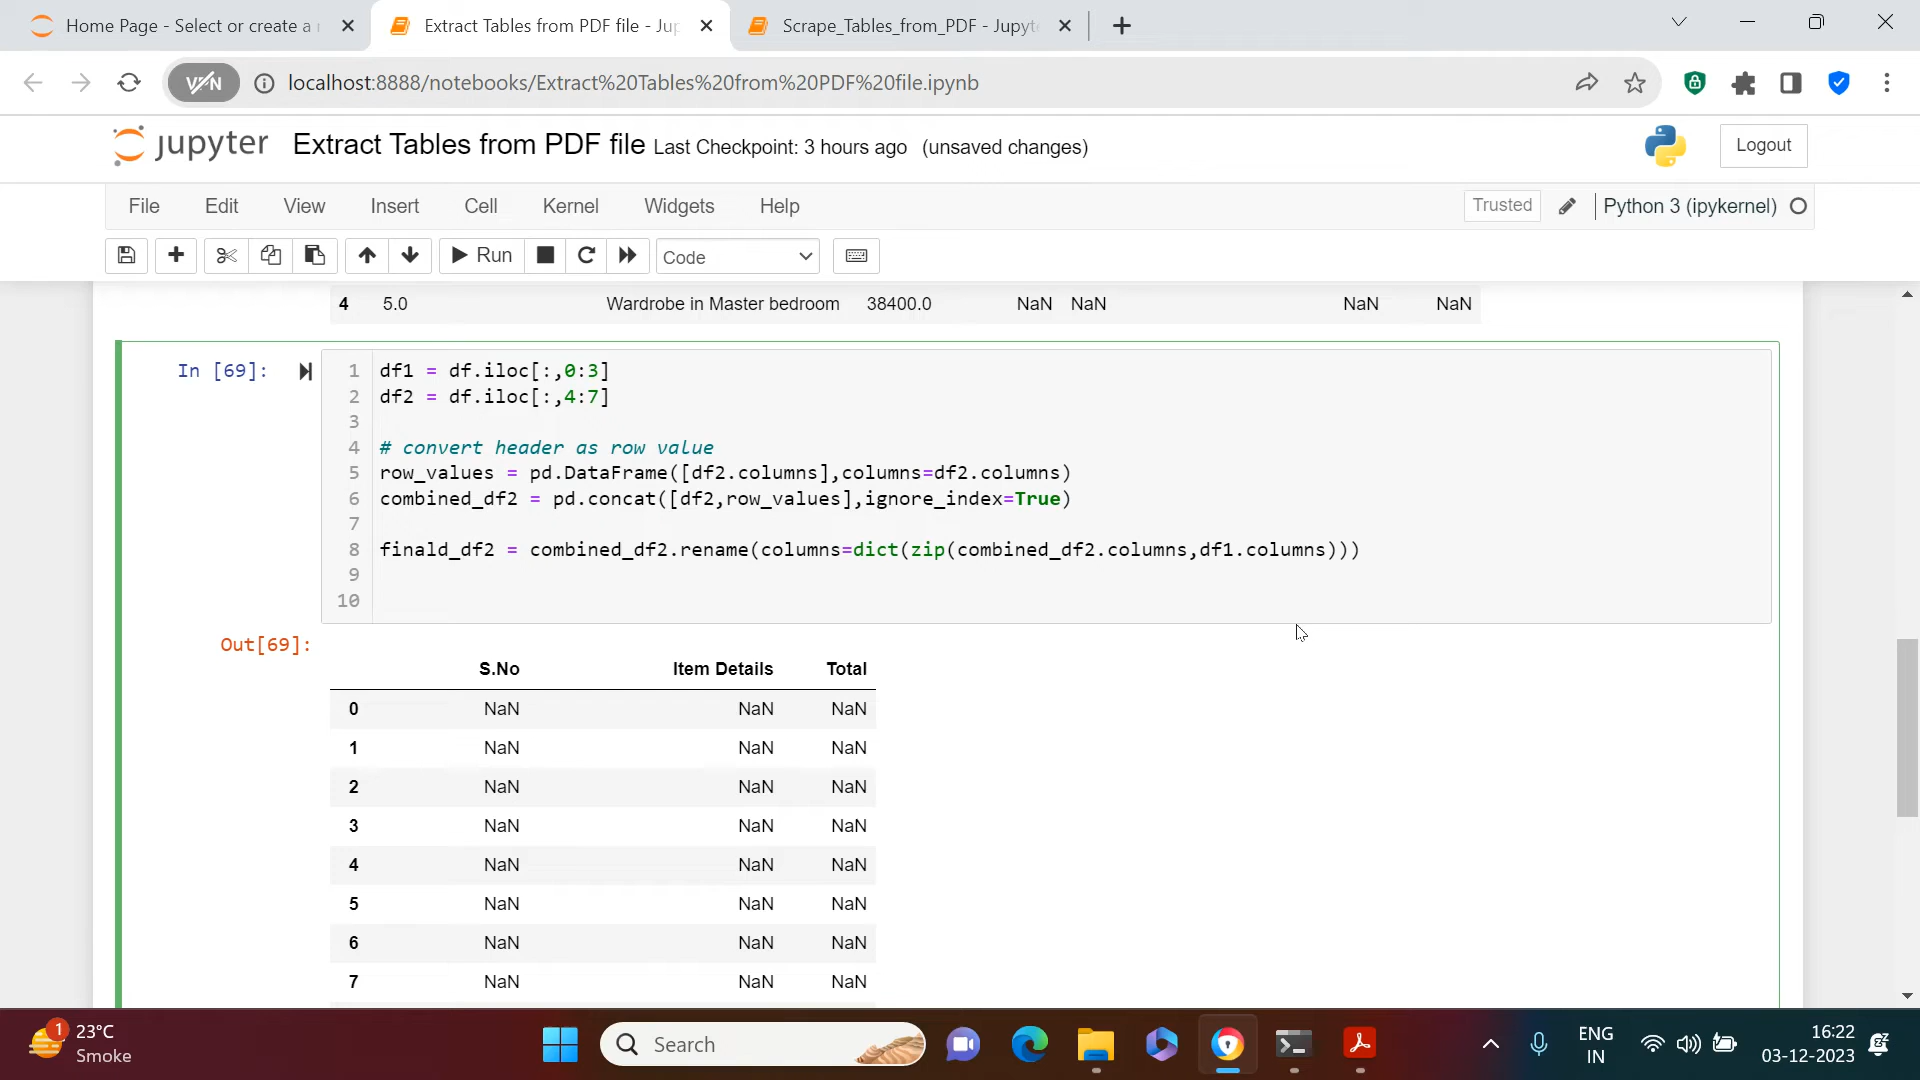 Home Page - Select or create a
Extract Tables from PDF file - Jup
Scrape_Tables_from_PDF - Jupyt
VPN
localhost:8888/notebooks/Extract%20Tables%20from%20PDF%20file.ipynb
jupyter Extract Tables from PDF file Last Checkpoint: 3 hours ago (unsaved changes)
Logout
File Edit View Insert Cell Kernel Widgets Help
Trusted
Python 3 (ipykernel)
Run
Code
4 5.0 Wardrobe in Master bedroom 38400.0 NaN NaN NaN NaN
In [69]:
1 df1 = df.iloc[:,0:3]
2 df2 = df.iloc[:,4:7]
3
4 # convert header as row value
5 row_values = pd.DataFrame([df2.columns],columns=df2.columns)
6 combined_df2 = pd.concat([df2,row_values],ignore_index=True)
7
8 finald_df2 = combined_df2.rename(columns=dict(zip(combined_df2.columns,df1.columns)))
9
10
Out[69]:
S.No Item Details Total
0 NaN NaN NaN
1 NaN NaN NaN
2 NaN NaN NaN
3 NaN NaN NaN
4 NaN NaN NaN
5 NaN NaN NaN
6 NaN NaN NaN
7 NaN NaN NaN
1
23°C
Smoke
Search
ENG
IN
16:22
03-12-2023